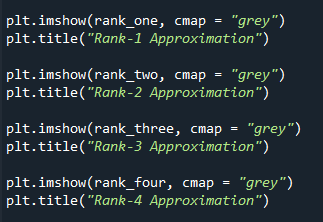 plt.imshow(rank_one, cmap = "grey")
plt.title("Rank-1 Approximation")
plt.imshow(rank_two, cmap = "grey")
plt.title("Rank-2 Approximation")
plt.imshow(rank_three, cmap = "grey")
plt.title("Rank-3 Approximation")
plt.imshow(rank_four, cmap = "grey")
plt.title("Rank-4 Approximation")